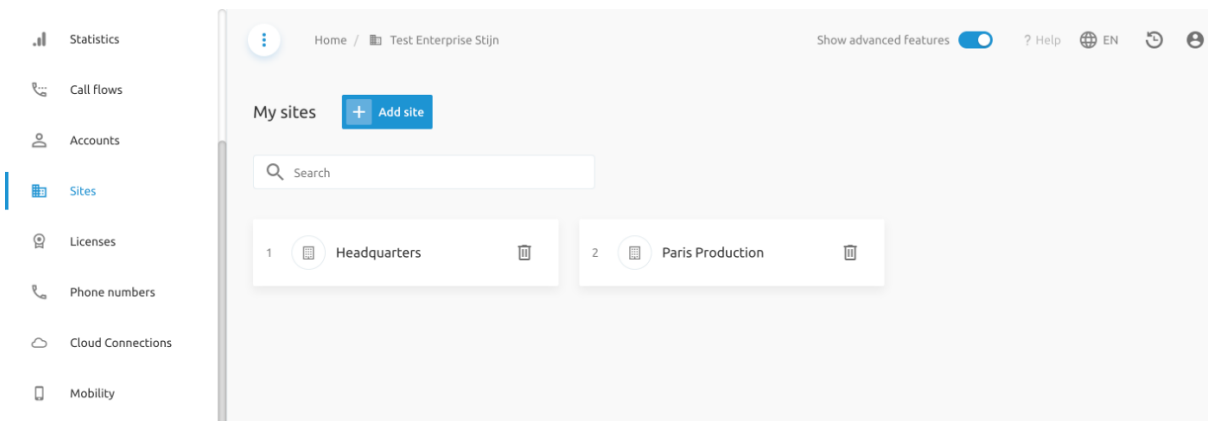 Statistics
Call flows
Accounts
Sites
Licenses
Phone numbers
Cloud Connections
Mobility
Home / Test Enterprise Stijn
Show advanced features
? Help
EN
My sites
+ Add site
Search
1 Headquarters
2 Paris Production